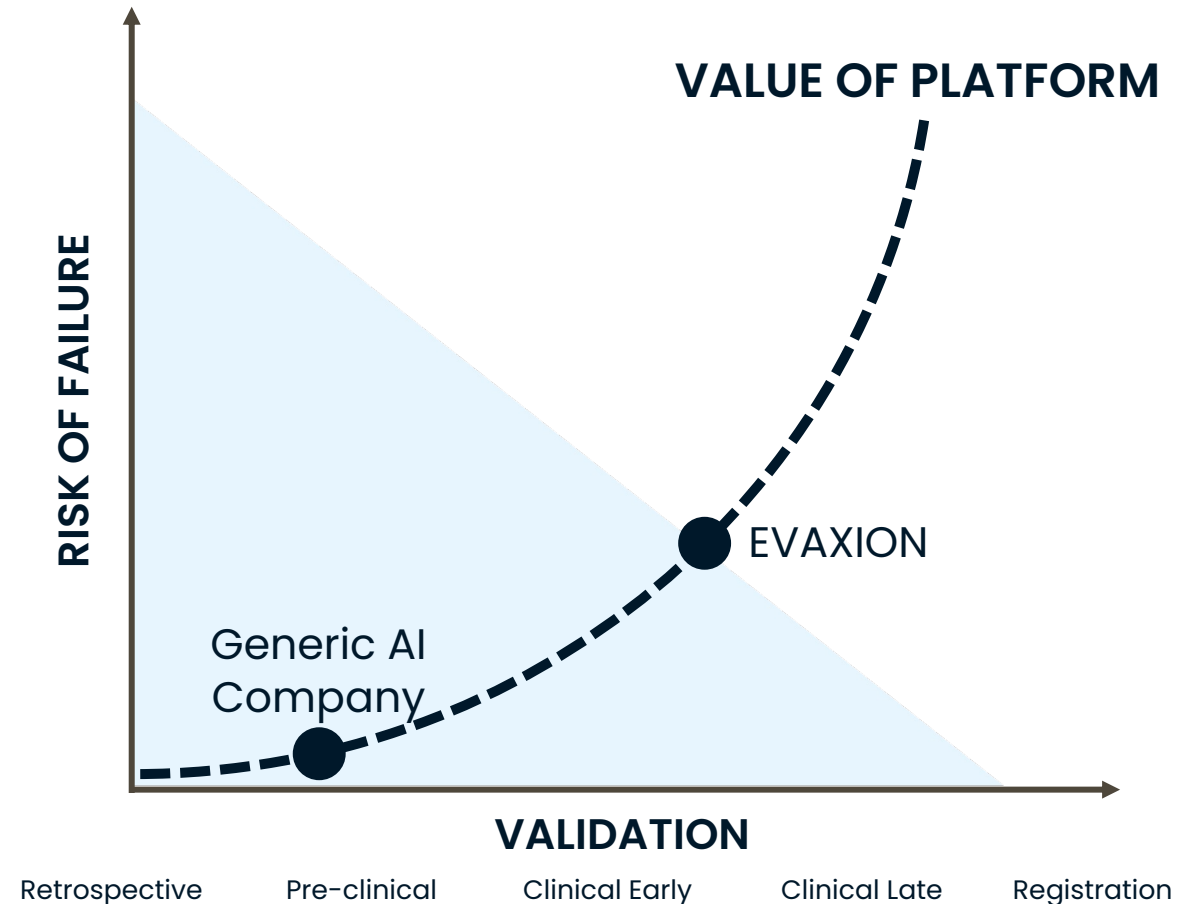 VALUE OF PLATFORM
RISK OF FAILURE
EVAXION
Generic AI
Company
VALIDATION
Retrospective
Pre-clinical
Clinical Early
Clinical Late
Registration